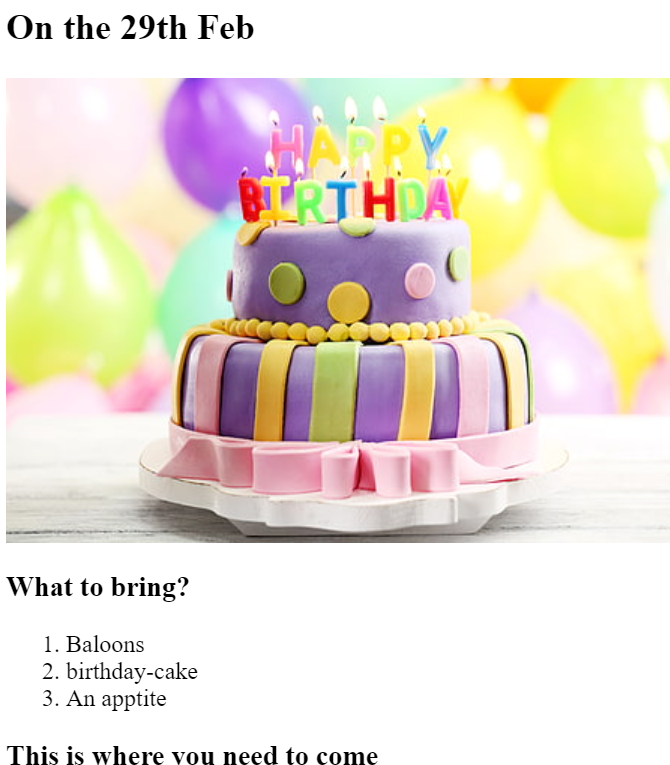 On the 29th Feb
HAPPY
BIRTHDAY
What to bring?
1. Baloons
2. birthday-cake
3. An apptite
This is where you need to come